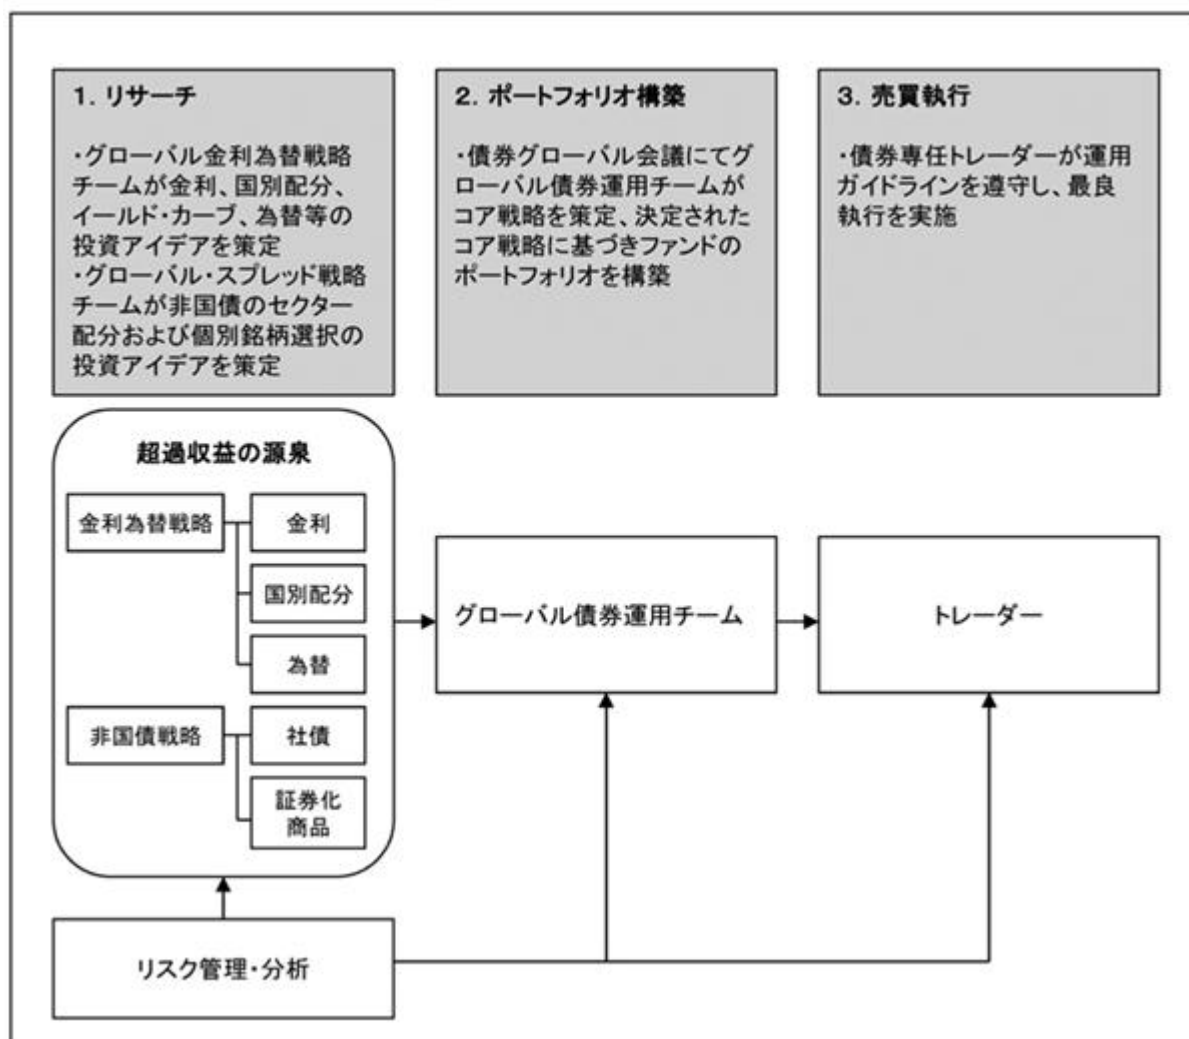 1. リサーチ
・グローバル金利為替戦略
チームが金利、国別配分、
イールド・カーブ、為替等の
投資アイデアを策定
・グローバル・スプレッド戦略
チームが非国債のセクター
配分および個別銘柄選択の
投資アイデアを策定
2. ポートフォリオ構築
・債券グローバル会議にてグ
ローバル債券運用チームが
コア戦略を策定、決定された
コア戦略に基づきファンドの
ポートフォリオを構築
3. 売買執行
・債券専任トレーダーが運用
ガイドラインを遵守し、最良
執行を実施
超過収益の源泉
金利為替戦略
金利
国別配分
為替
非国債戦略
社債
証券化
商品
グローバル債券運用チーム
トレーダー
リスク管理・分析